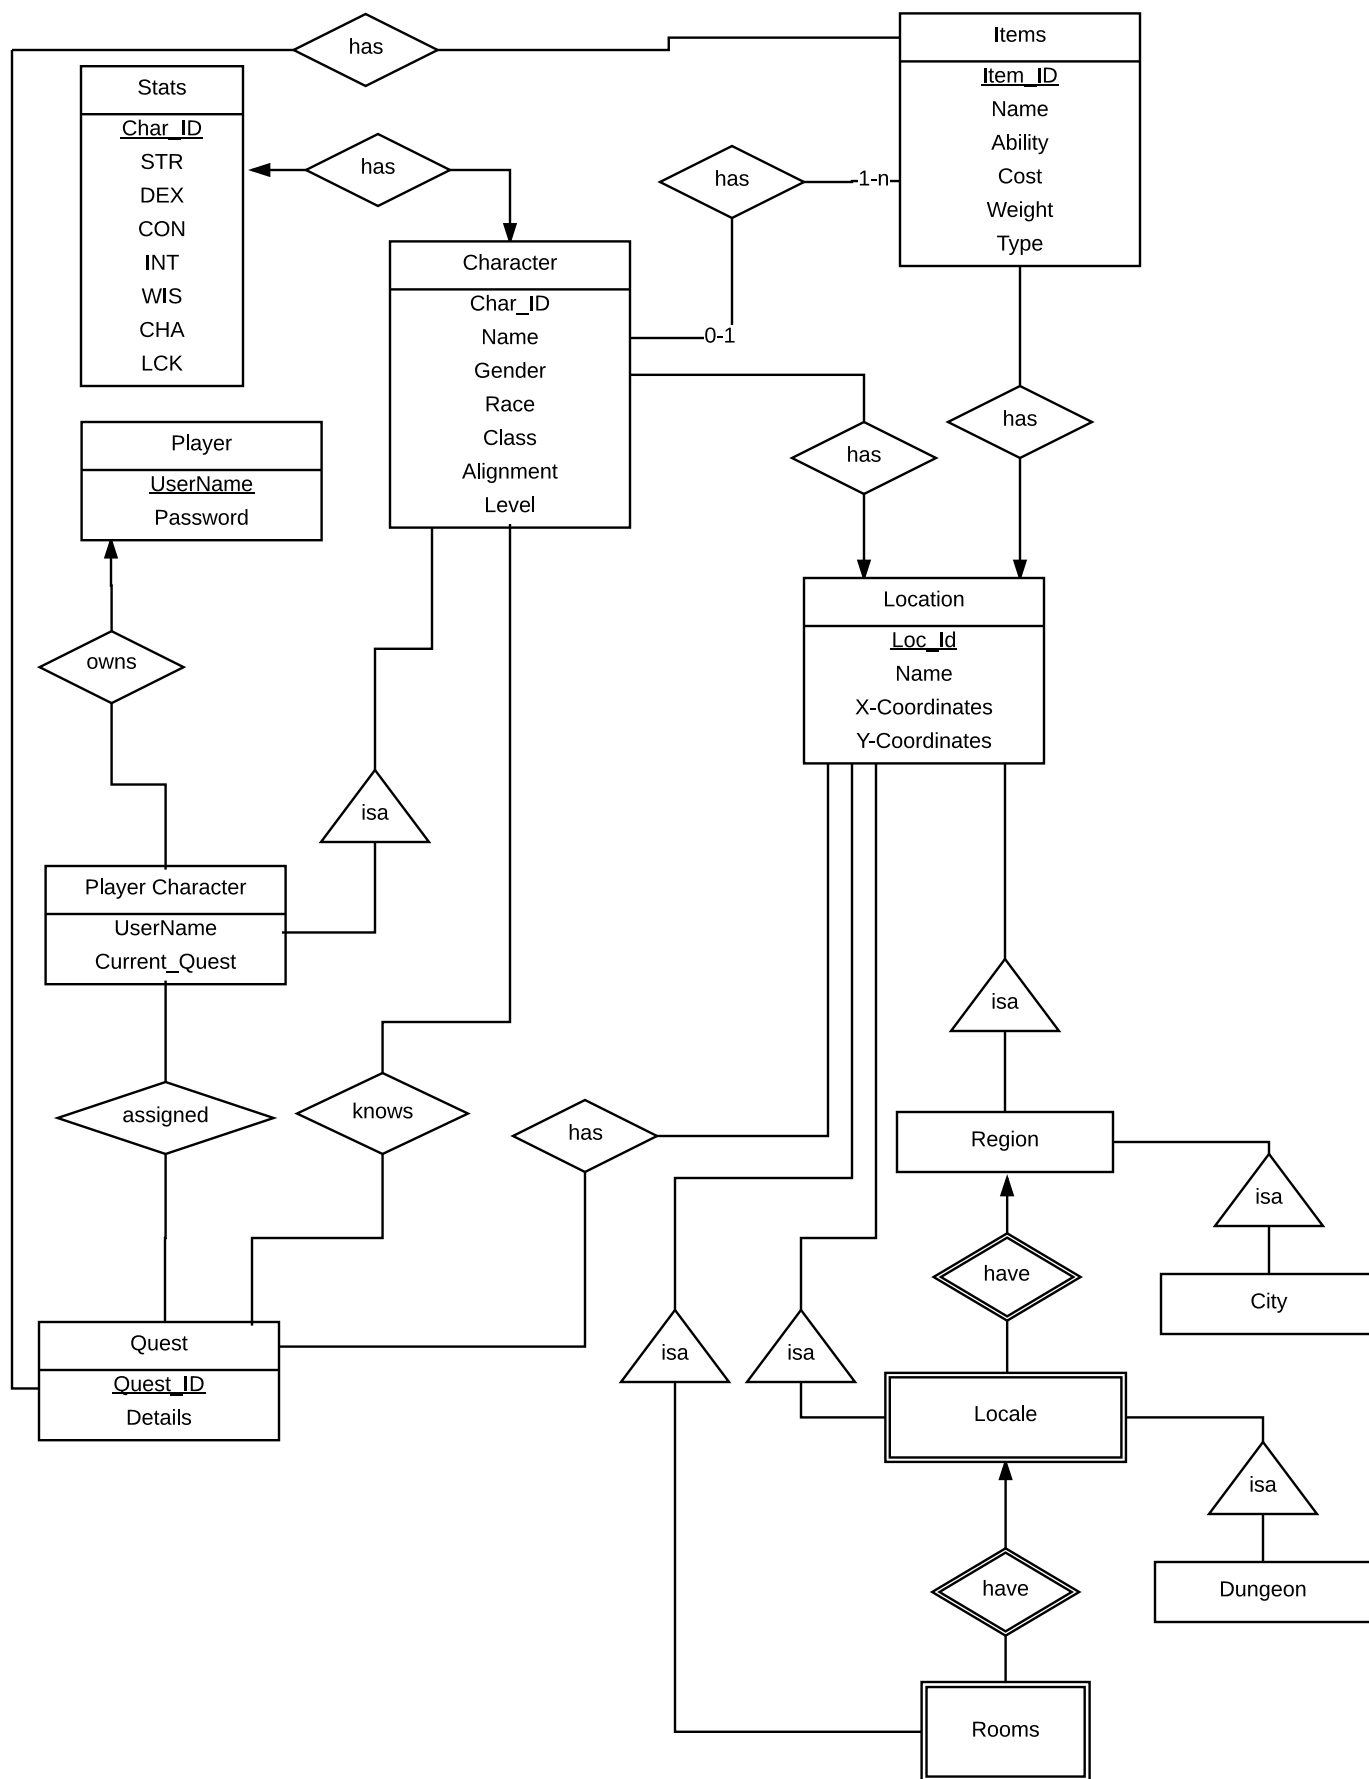 has
Items
Item_ID
Name
Ability
Cost
Weight
Type
Stats
Char_ID
STR
DEX
CON
INT
WIS
CHA
LCK
has
has
1-n
0-1
Character
Char_ID
Name
Gender
Race
Class
Alignment
Level
has
has
Player
UserName
Password
owns
Location
Loc_Id
Name
X-Coordinates
Y-Coordinates
isa
Player Character
UserName
Current_Quest
isa
assigned
knows
has
Region
isa
have
City
Quest
Quest_ID
Details
isa
isa
Locale
isa
have
Dungeon
Rooms